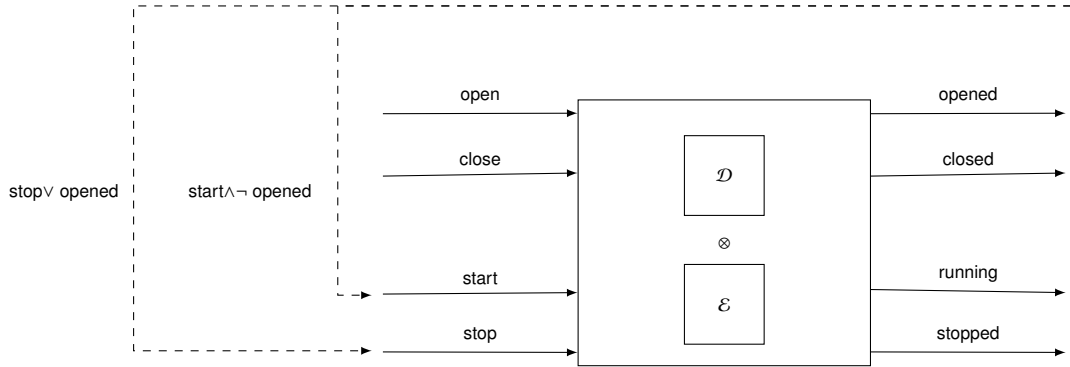 open
opened
close
closed
𝒟
stop∨ opened
start∧¬ opened
⊗
start
running
ℰ
stop
stopped